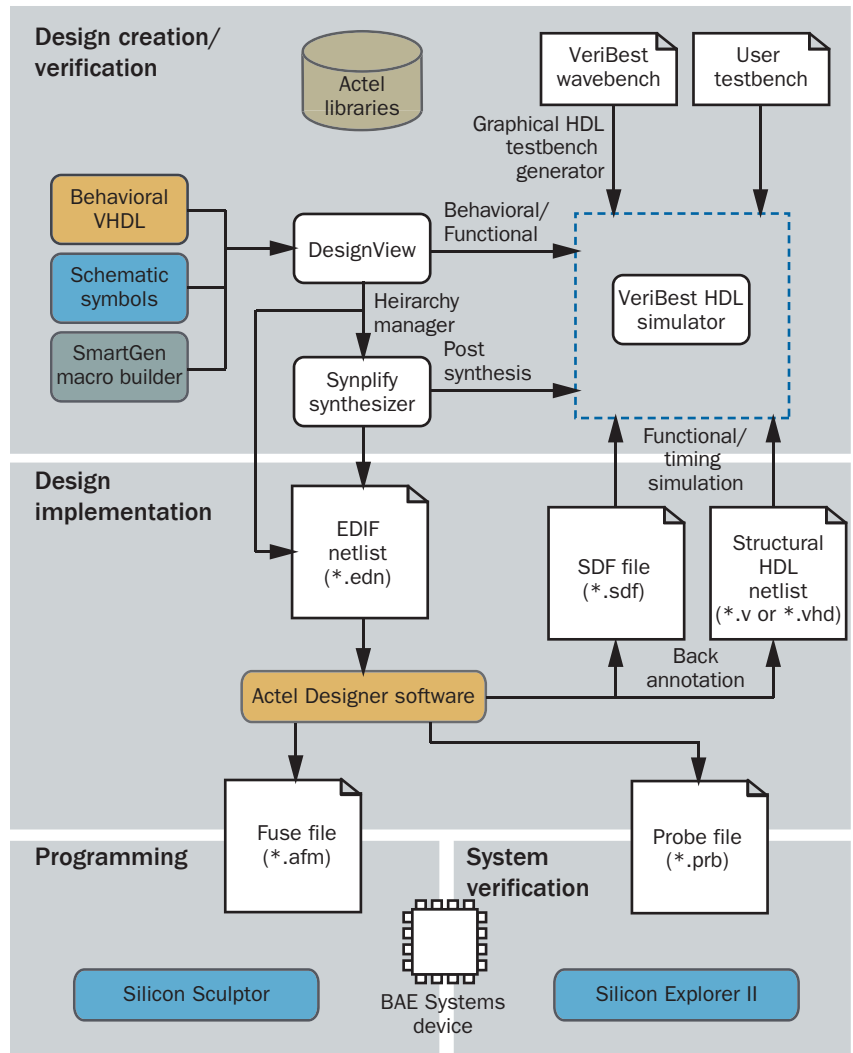 Design creation/
verification
Actel
libraries
VeriBest
wavebench
User
testbench
Graphical HDL
testbench
generator
Behavioral
VHDL
Schematic
symbols
SmartGen
macro builder
DesignView
Behavioral/
Functional
VeriBest HDL
simulator
Heirarchy
manager
Synplify
synthesizer
Post
synthesis
Functional/
timing
simulation
Design
implementation
EDIF
netlist
(*.edn)
SDF file
(*.sdf)
Structural
HDL
netlist
(*.v or *.vhd)
Back
annotation
Actel Designer software
Fuse file
(*.afm)
Probe file
(*.prb)
Programming
System
verification
Silicon Sculptor
BAE Systems
device
Silicon Explorer II